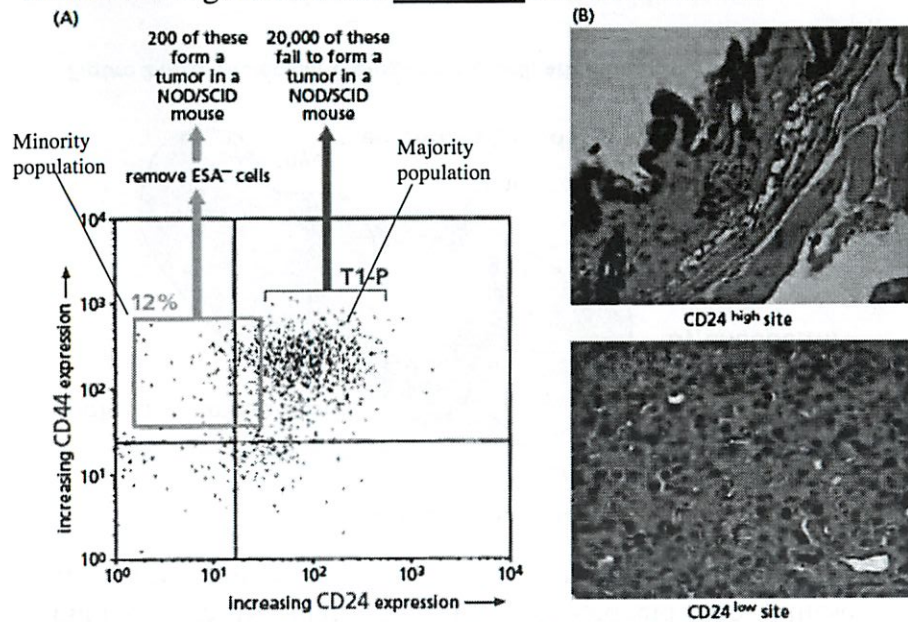 (A)
200 of these
form a
tumor in a
NOD/SCID
mouse
20,000 of these
fail to form a
tumor in a
NOD/SCID
mouse
Minority
population
remove ESA– cells
Majority
population
T1-P
12%
10⁴
10³
10²
10¹
10⁰
increasing CD44 expression
10⁰ 10¹ 10² 10³ 10⁴
increasing CD24 expression
(B)
CD24 high site
CD24 low site